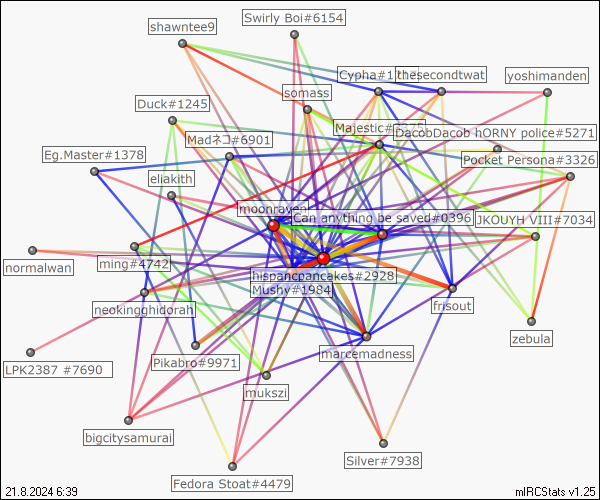 Swirly Boi#6154
shawntee9
Cypha#1
thesecondtwat
yoshimanden
somass
Duck#1245
Majestic#
DacobDacob hORNY police#5271
Madネコ#6901
Eg.Master#1378
Pocket Persona#3326
eliakith
moonraven
Can anything be saved#0396
JKOUYH VIII#7034
normalwan
ming#4742
hispancpancakes#2928
Mushy#1984
neokingghidorah
frisout
zebula
marcemadness
Pikabro#9971
LPK2387 #7690
mukszi
bigcitysamurai
Silver#7938
Fedora Stoat#4479
21.8.2024 6:39
mIRCStats v1.25